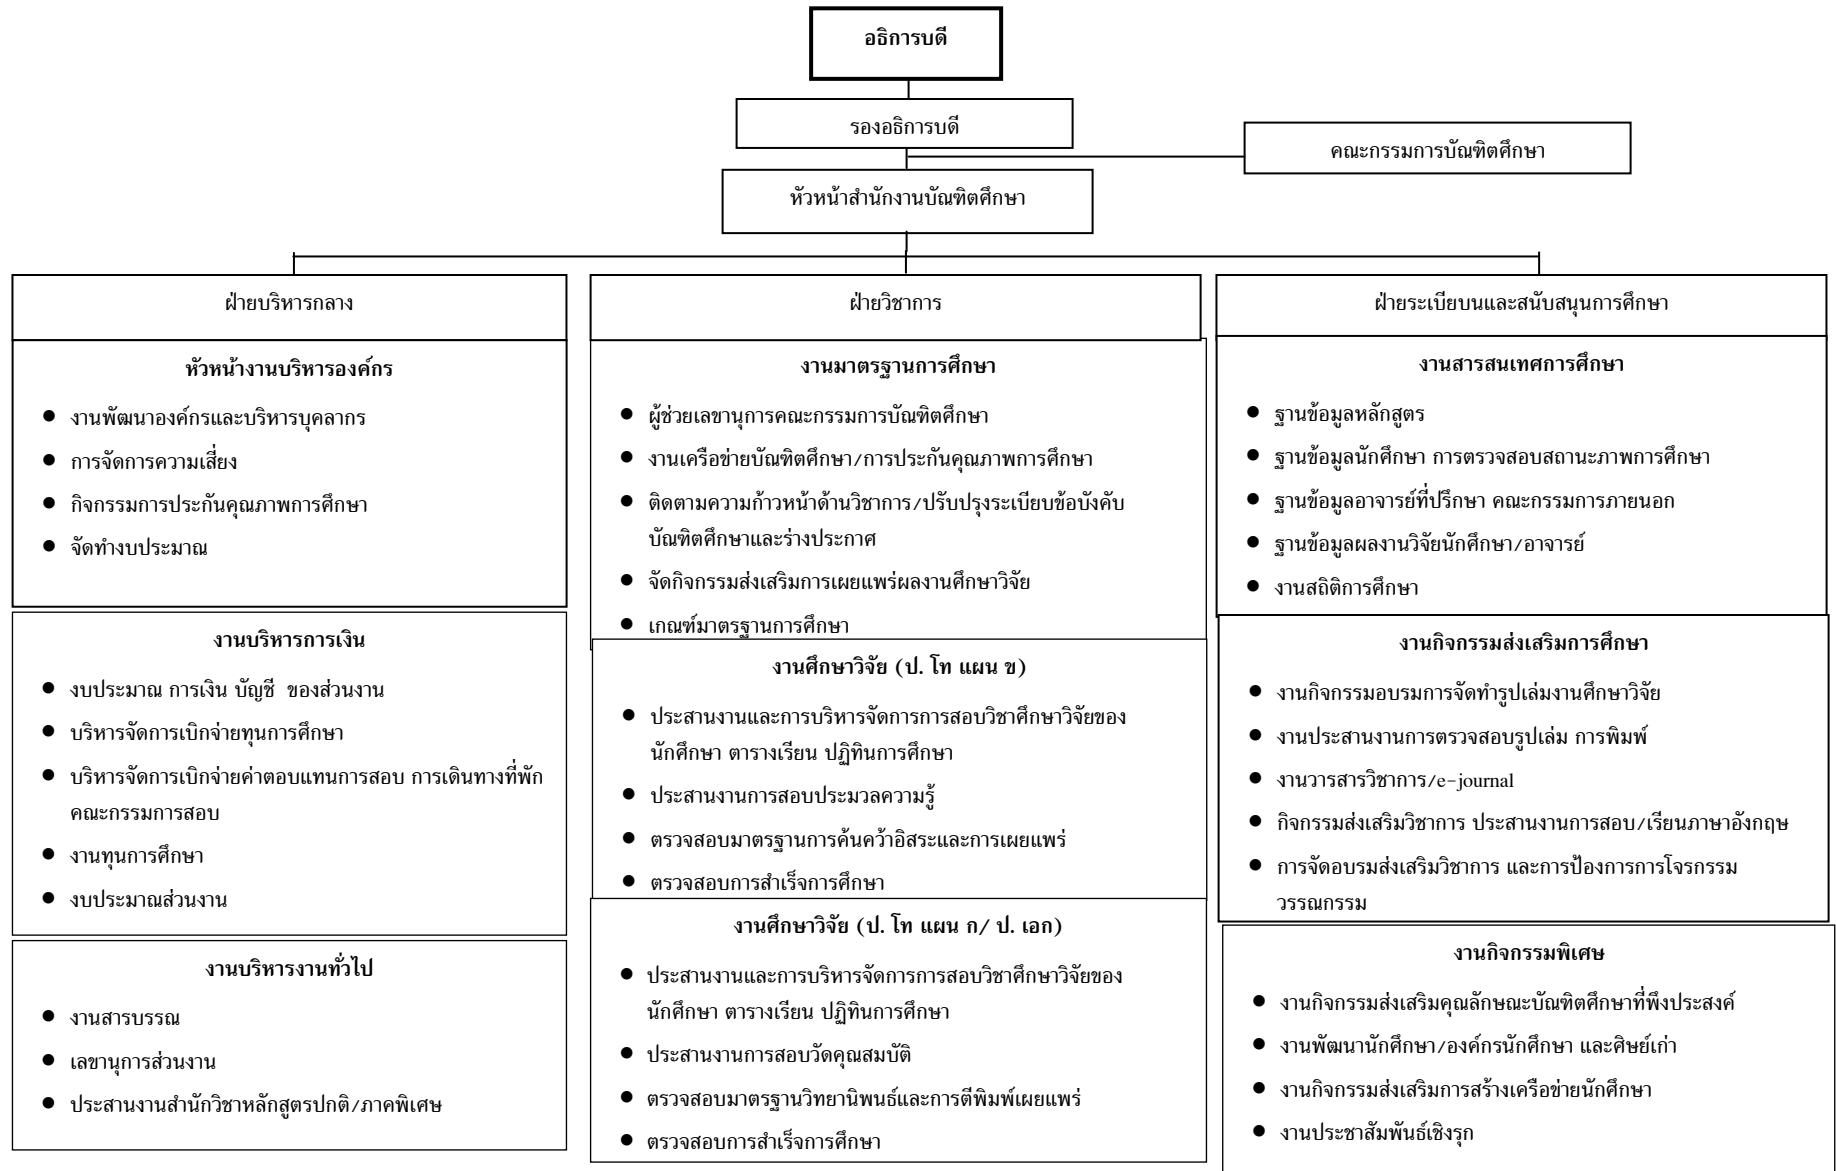 อธิการบดี
รองอธิการบดี
คณะกรรมการบัณฑิตศึกษา
หัวหน้าสำนักงานบัณฑิตศึกษา
ฝ่ายบริหารกลาง
หัวหน้างานบริหารองค์กร
● งานพัฒนาองค์กรและบริหารบุคลากร
● การจัดการความเสี่ยง
● กิจกรรมการประกันคุณภาพการศึกษา
● จัดทำงบประมาณ
งานบริหารการเงิน
● งบประมาณ การเงิน บัญชี ของส่วนงาน
● บริหารจัดการเบิกจ่ายทุนการศึกษา
● บริหารจัดการเบิกจ่ายค่าตอบแทนการสอบ การเดินทางที่พัก
คณะกรรมการสอบ
● งานทุนการศึกษา
● งบประมาณส่วนงาน
งานบริหารงานทั่วไป
● งานสารบรรณ
● เลขานุการส่วนงาน
● ประสานงานสำนักวิชาหลักสูตรปกติ/ภาคพิเศษ
ฝ่ายวิชาการ
งานมาตรฐานการศึกษา
● ผู้ช่วยเลขานุการคณะกรรมการบัณฑิตศึกษา
● งานเครือข่ายบัณฑิตศึกษา/การประกันคุณภาพการศึกษา
● ติดตามความก้าวหน้าด้านวิชาการ/ปรับปรุงระเบียบข้อบังคับ
บัณฑิตศึกษาและร่างประกาศ
● จัดกิจกรรมส่งเสริมการเผยแพร่ผลงานศึกษาวิจัย
● เกณฑ์มาตรฐานการศึกษา
งานศึกษาวิจัย (ป. โท แผน ข)
● ประสานงานและการบริหารจัดการการสอบวิชาศึกษาวิจัยของ
นักศึกษา ตารางเรียน ปฏิทินการศึกษา
● ประสานงานการสอบประมวลความรู้
● ตรวจสอบมาตรฐานการค้นคว้าอิสระและการเผยแพร่
● ตรวจสอบการสำเร็จการศึกษา
งานศึกษาวิจัย (ป. โท แผน ก/ ป. เอก)
● ประสานงานและการบริหารจัดการการสอบวิชาศึกษาวิจัยของ
นักศึกษา ตารางเรียน ปฏิทินการศึกษา
● ประสานงานการสอบวัดคุณสมบัติ
● ตรวจสอบมาตรฐานวิทยานิพนธ์และการตีพิมพ์เผยแพร่
● ตรวจสอบการสำเร็จการศึกษา
ฝ่ายระเบียบนและสนับสนุนการศึกษา
งานสารสนเทศการศึกษา
● ฐานข้อมูลหลักสูตร
● ฐานข้อมูลนักศึกษา การตรวจสอบสถานะภาพการศึกษา
● ฐานข้อมูลอาจารย์ที่ปรึกษา คณะกรรมการภายนอก
● ฐานข้อมูลผลงานวิจัยนักศึกษา/อาจารย์
● งานสถิติการศึกษา
งานกิจกรรมส่งเสริมการศึกษา
● งานกิจกรรมอบรมการจัดทำรูปเล่มงานศึกษาวิจัย
● งานประสานงานการตรวจสอบรูปเล่ม การพิมพ์
● งานวารสารวิชาการ/e-journal
● กิจกรรมส่งเสริมวิชาการ ประสานงานการสอบ/เรียนภาษาอังกฤษ
● การจัดอบรมส่งเสริมวิชาการ และการป้องการการโจรกรรม
วรรณกรรม
งานกิจกรรมพิเศษ
● งานกิจกรรมส่งเสริมคุณลักษณะบัณฑิตศึกษาที่พึงประสงค์
● งานพัฒนานักศึกษา/องค์กรนักศึกษา และศิษย์เก่า
● งานกิจกรรมส่งเสริมการสร้างเครือข่ายนักศึกษา
● งานประชาสัมพันธ์เชิงรุก